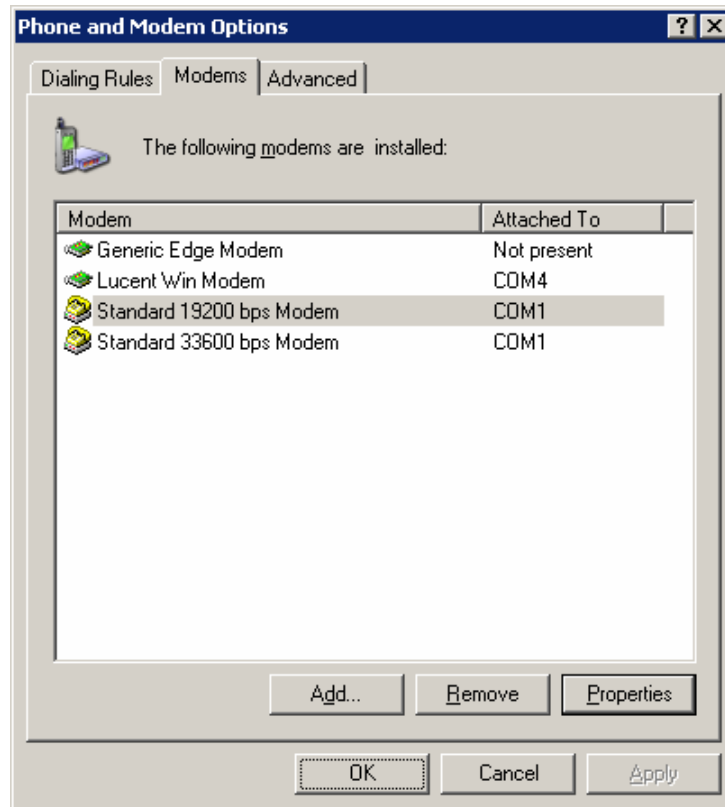 Phone and Modem Options
Dialing Rules Modems Advanced
The following modems are installed:
Modem Attached To
Generic Edge Modem Not present
Lucent Win Modem COM4
Standard 19200 bps Modem COM1
Standard 33600 bps Modem COM1
Add... Remove Properties
OK Cancel Apply